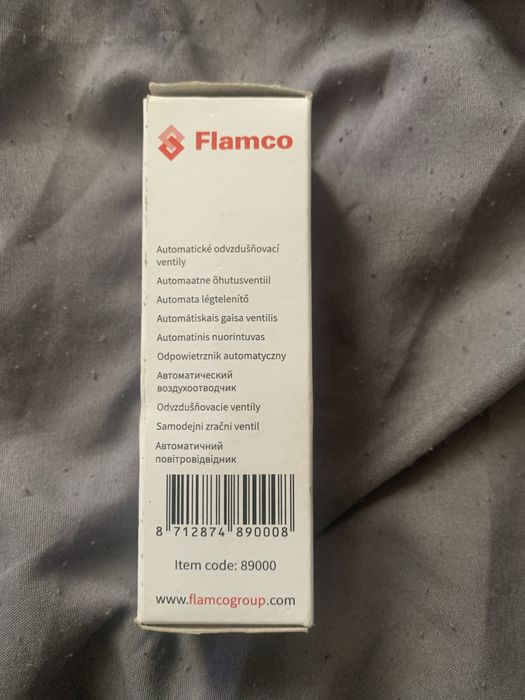 Flamco
Automatické odvzdušňovací
ventily
Automaatne õhutusventiil
Automata légtelenítő
Automātiskais gaisa ventilis
Automatinis nuorintuvas
Odpowietrznik automatyczny
Автоматический
воздухоотводчик
Odvzdušňovacie ventily
Samodejni zračni ventil
Автоматичний
повітровідвідник
8 712874 890008
Item code: 89000
www.flamcogroup.com